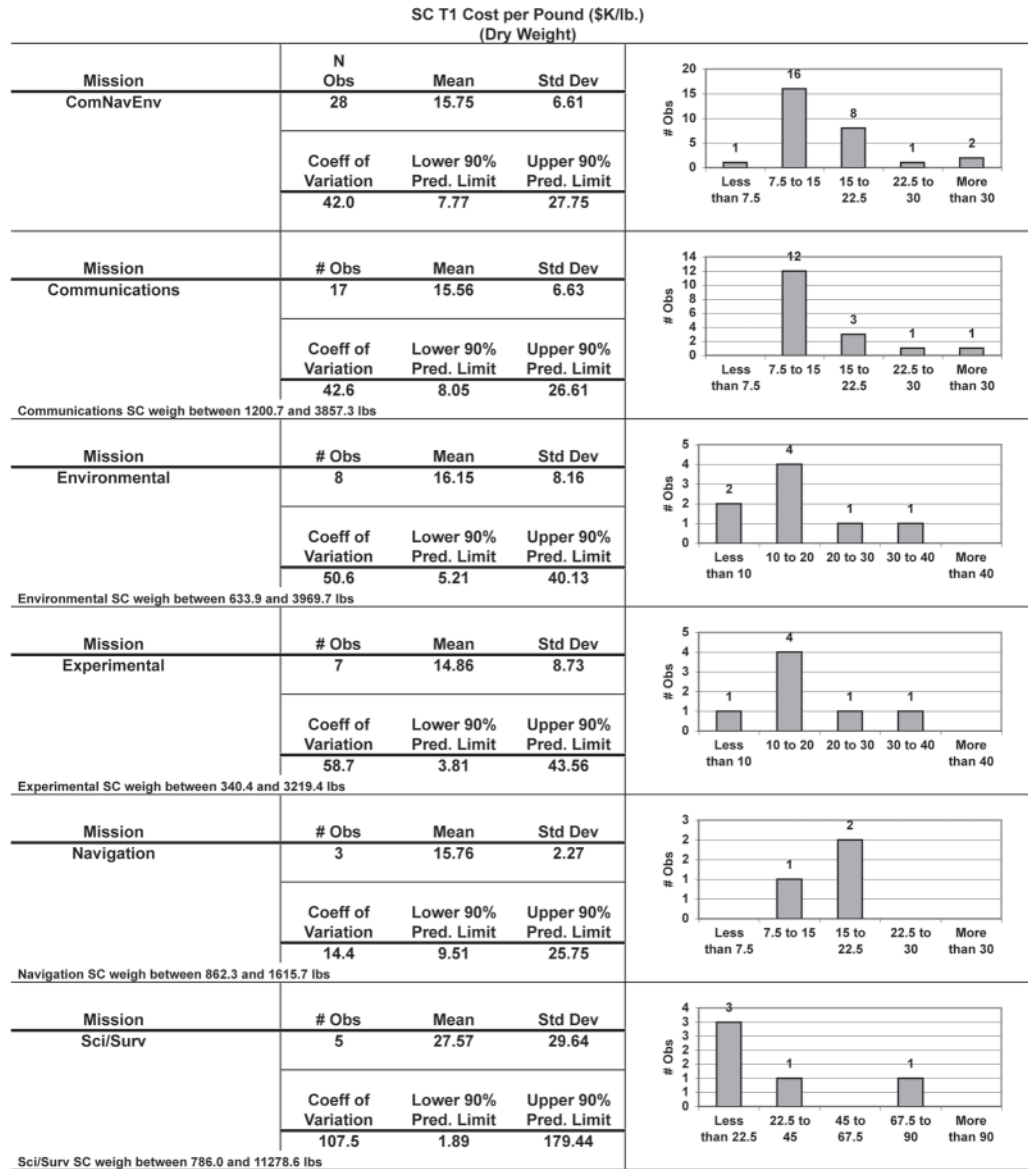 SC T1 Cost per Pound ($K/lb.)
(Dry Weight)
N
Mission Obs Mean Std Dev
ComNavEnv 28 15.75 6.61
Coeff of Lower 90% Upper 90%
Variation Pred. Limit Pred. Limit
42.0 7.77 27.75
# Obs
20
15
10
5
0
1 16 8 1 2
Less 7.5 to 15 15 to 22.5 to More
than 7.5 22.5 30 than 30
Mission # Obs Mean Std Dev
Communications 17 15.56 6.63
Coeff of Lower 90% Upper 90%
Variation Pred. Limit Pred. Limit
42.6 8.05 26.61
Communications SC weigh between 1200.7 and 3857.3 lbs
# Obs
14
12
10
8
6
4
2
0
12 3 1 1
Less 7.5 to 15 15 to 22.5 to More
than 7.5 22.5 30 than 30
Mission # Obs Mean Std Dev
Environmental 8 16.15 8.16
Coeff of Lower 90% Upper 90%
Variation Pred. Limit Pred. Limit
50.6 5.21 40.13
Environmental SC weigh between 633.9 and 3969.7 lbs
# Obs
5
4
3
2
1
0
2 4 1 1
Less 10 to 20 20 to 30 30 to 40 More
than 10 than 40
Mission # Obs Mean Std Dev
Experimental 7 14.86 8.73
Coeff of Lower 90% Upper 90%
Variation Pred. Limit Pred. Limit
58.7 3.81 43.56
Experimental SC weigh between 340.4 and 3219.4 lbs
# Obs
5
4
3
2
1
0
1 4 1 1
Less 10 to 20 20 to 30 30 to 40 More
than 10 than 40
Mission # Obs Mean Std Dev
Navigation 3 15.76 2.27
Coeff of Lower 90% Upper 90%
Variation Pred. Limit Pred. Limit
14.4 9.51 25.75
Navigation SC weigh between 862.3 and 1615.7 lbs
# Obs
3
2
2
1
1
0
1 2
Less 7.5 to 15 15 to 22.5 to More
than 7.5 22.5 30 than 30
Mission # Obs Mean Std Dev
Sci/Surv 5 27.57 29.64
Coeff of Lower 90% Upper 90%
Variation Pred. Limit Pred. Limit
107.5 1.89 179.44
Sci/Surv SC weigh between 786.0 and 11278.6 lbs
# Obs
4
3
3
2
2
1
1
0
3 1 1
Less 22.5 to 45 to 67.5 to More
than 22.5 45 67.5 90 than 90